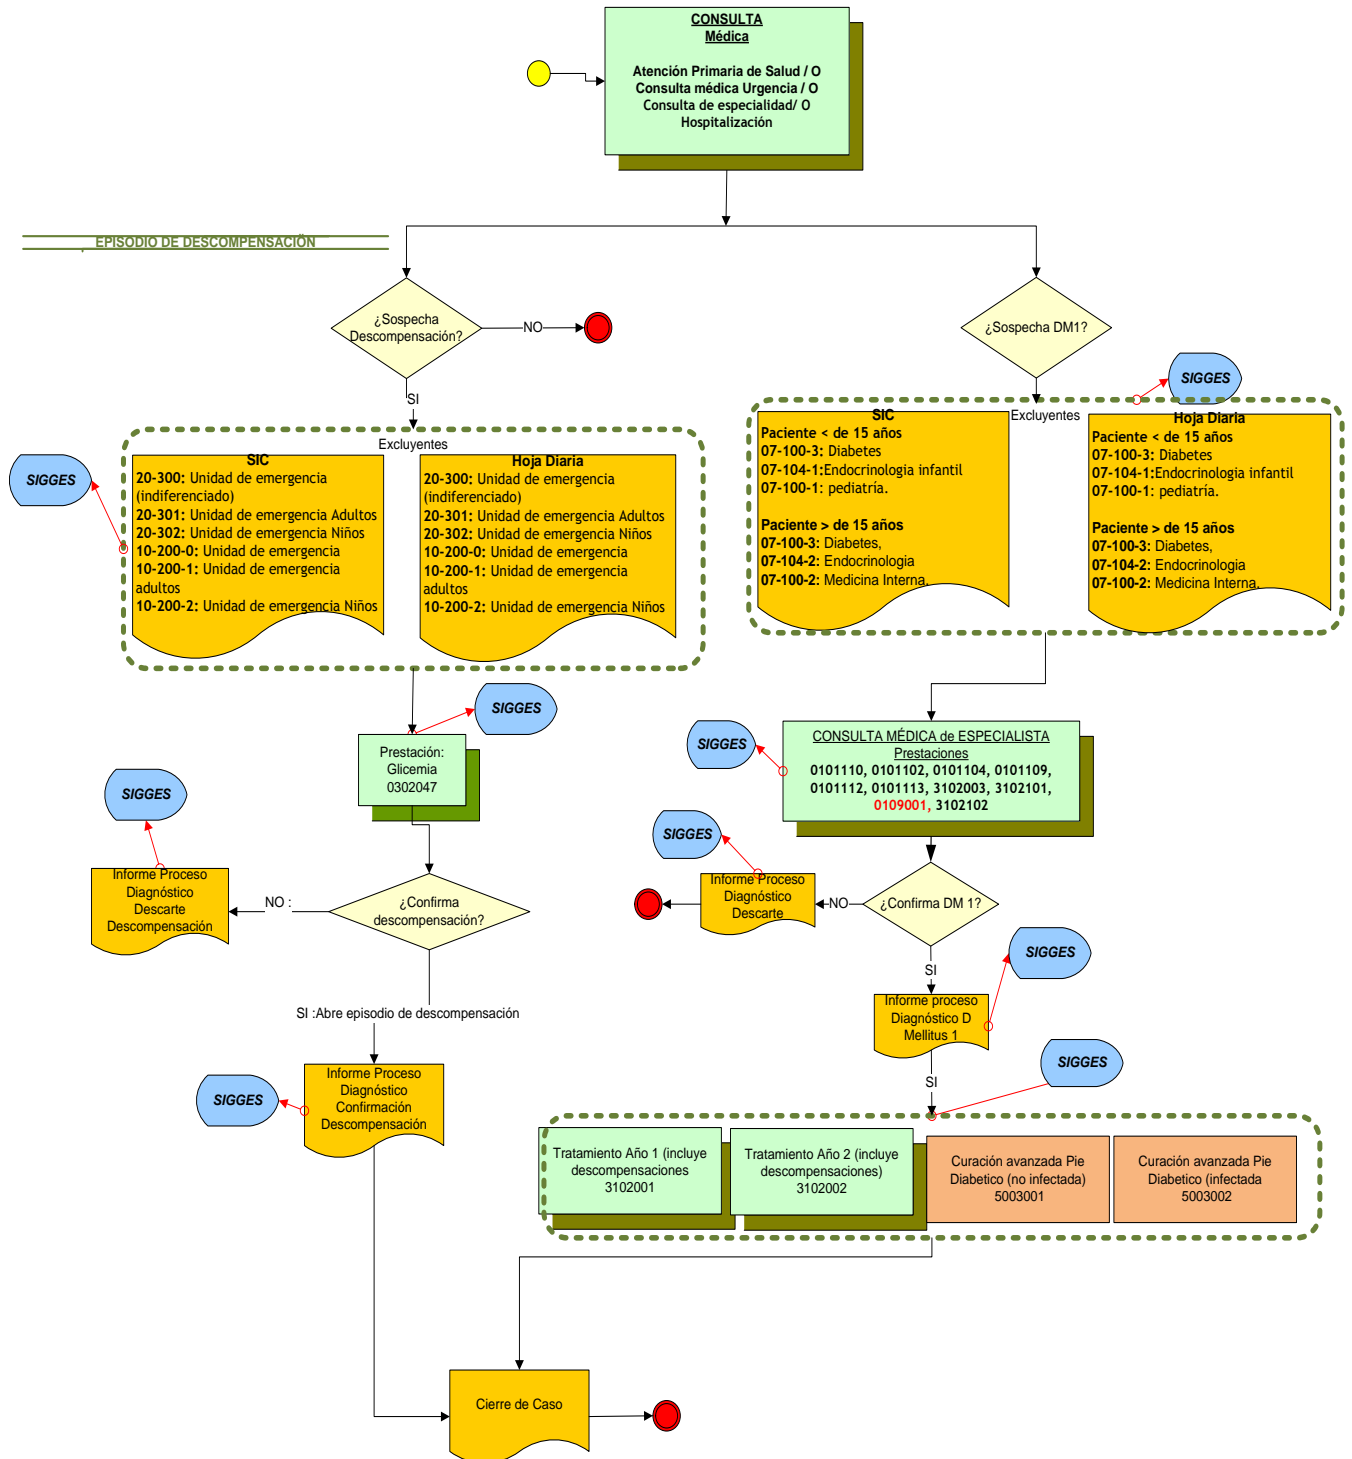 CONSULTA
Médica
Atención Primaria de Salud / O
Consulta médica Urgencia / O
Consulta de especialidad/ O
Hospitalización
EPISODIO DE DESCOMPENSACIÖN
¿Sospecha
Descompensación?
NO
SI
¿Sospecha DM1?
SIGGES
Excluyentes
SIC
20-300: Unidad de emergencia
(indiferenciado)
20-301: Unidad de emergencia Adultos
20-302: Unidad de emergencia Niños
10-200-0: Unidad de emergencia
10-200-1: Unidad de emergencia
adultos
10-200-2: Unidad de emergencia Niños
Hoja Diaria
20-300: Unidad de emergencia
(indiferenciado)
20-301: Unidad de emergencia Adultos
20-302: Unidad de emergencia Niños
10-200-0: Unidad de emergencia
10-200-1: Unidad de emergencia
adultos
10-200-2: Unidad de emergencia Niños
SIGGES
Excluyentes
SIC
Paciente < de 15 años
07-100-3: Diabetes
07-104-1:Endocrinologia infantil
07-100-1: pediatría.
Paciente > de 15 años
07-100-3: Diabetes,
07-104-2: Endocrinologia
07-100-2: Medicina Interna.
Hoja Diaria
Paciente < de 15 años
07-100-3: Diabetes
07-104-1:Endocrinologia infantil
07-100-1: pediatría.
Paciente > de 15 años
07-100-3: Diabetes,
07-104-2: Endocrinologia
07-100-2: Medicina Interna.
SIGGES
Prestación:
Glicemia
0302047
SIGGES
CONSULTA MÉDICA de ESPECIALISTA
Prestaciones
0101110, 0101102, 0101104, 0101109,
0101112, 0101113, 3102003, 3102101,
0109001, 3102102
SIGGES
Informe Proceso
Diagnóstico
Descarte
Descompensación
NO :
¿Confirma
descompensación?
SIGGES
Informe Proceso
Diagnóstico
Descarte
NO
¿Confirma DM 1?
SI
SIGGES
Informe proceso
Diagnóstico D
Mellitus 1
SI :Abre episodio de descompensación
SIGGES
Informe Proceso
Diagnóstico
Confirmación
Descompensación
SI
SIGGES
Tratamiento Año 1 (incluye
descompensaciones
3102001
Tratamiento Año 2 (incluye
descompensaciones)
3102002
Curación avanzada Pie
Diabetico (no infectada)
5003001
Curación avanzada Pie
Diabetico (infectada
5003002
Cierre de Caso